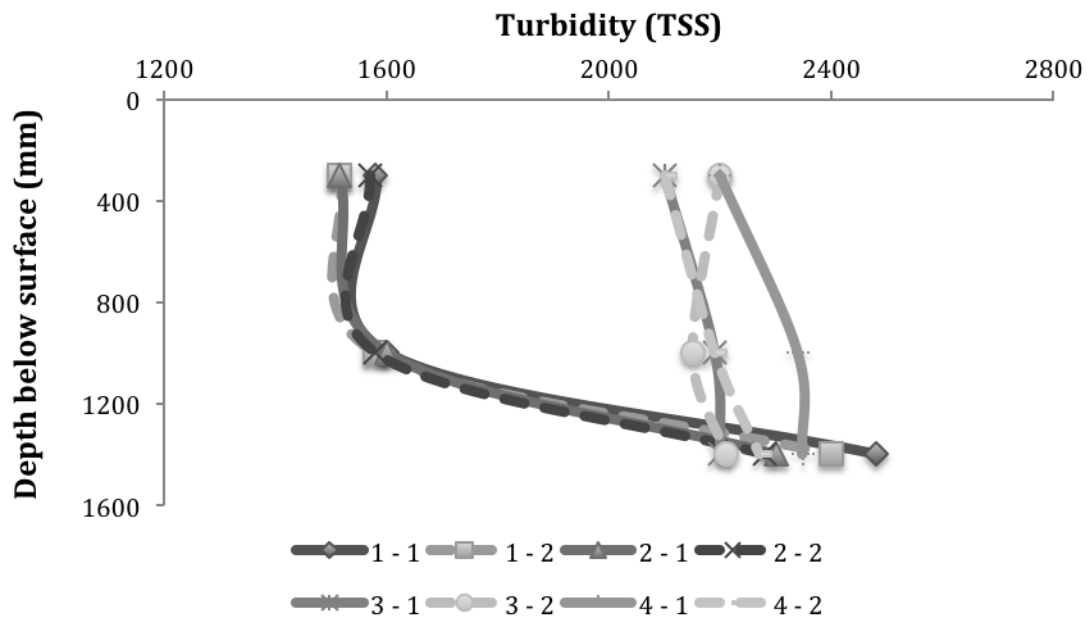 Turbidity (TSS)
1200 1600 2000 2400 2800
0
400
800
1200
1600
Depth below surface (mm)
1 - 1 1 - 2 2 - 1 2 - 2
3 - 1 3 - 2 4 - 1 4 - 2